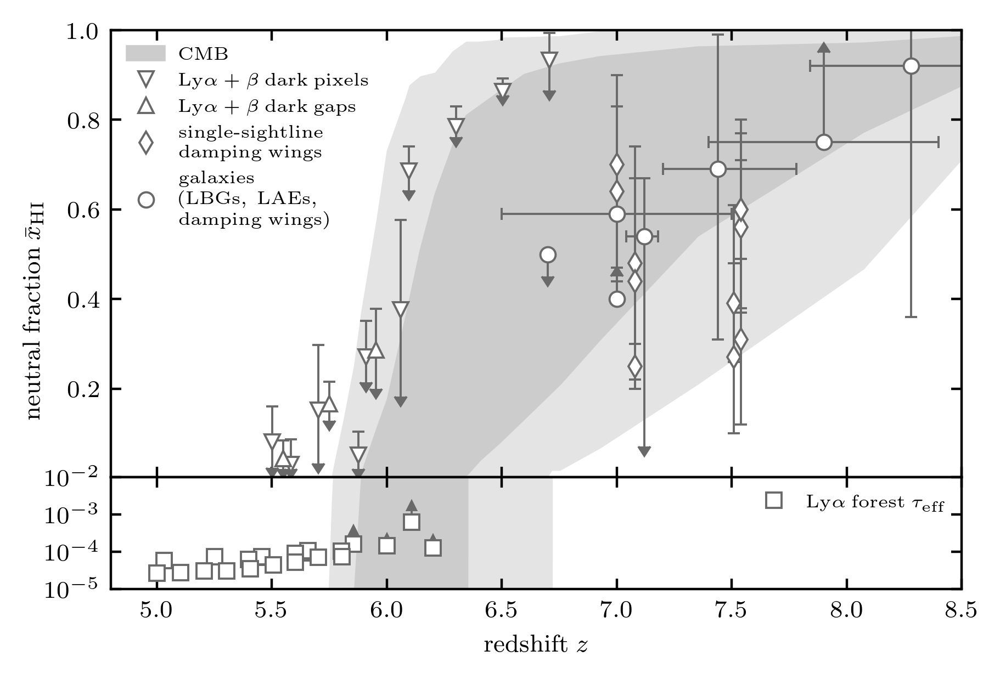 1.0
0.8
0.6
0.4
0.2
10⁻²
10⁻³
10⁻⁴
10⁻⁵
neutral fraction x̄HI
CMB
Lyα + β dark pixels
Lyα + β dark gaps
single-sightline
damping wings
galaxies
(LBGs, LAEs,
damping wings)
Lyα forest τeff
5.0 5.5 6.0 6.5 7.0 7.5 8.0 8.5
redshift z